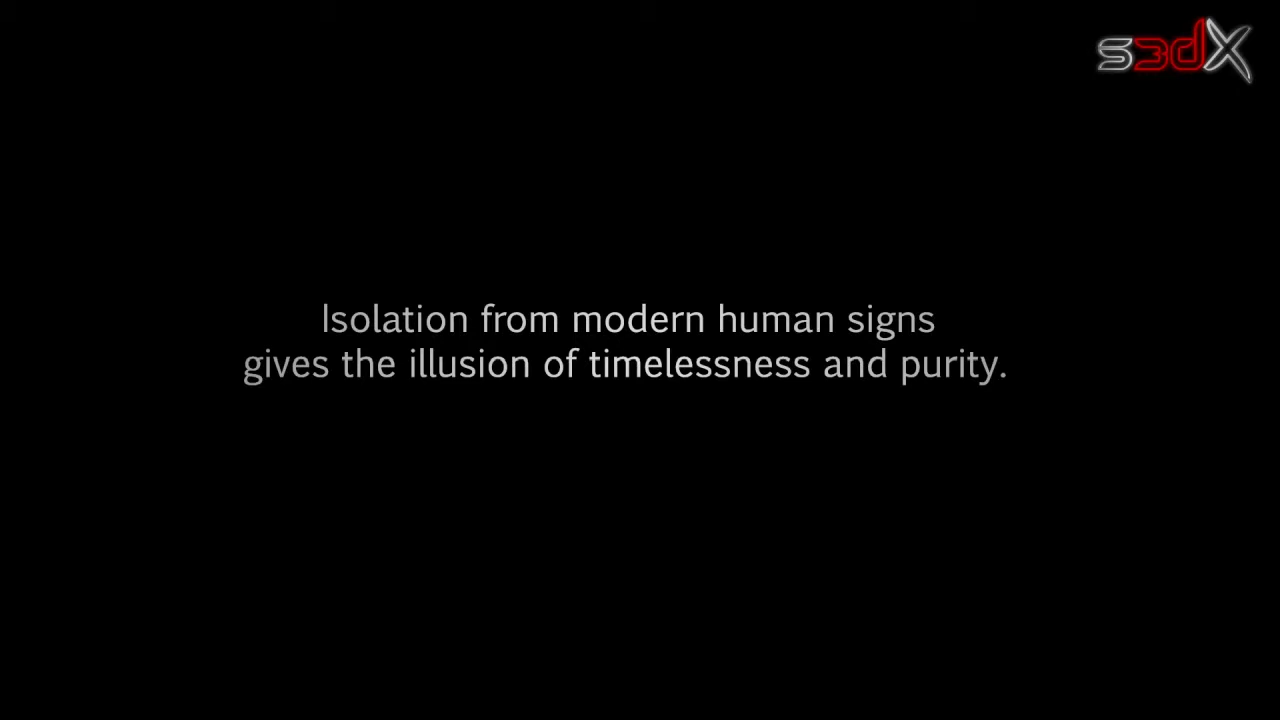 s3dX
Isolation from modern human signs
gives the illusion of timelessness and purity.